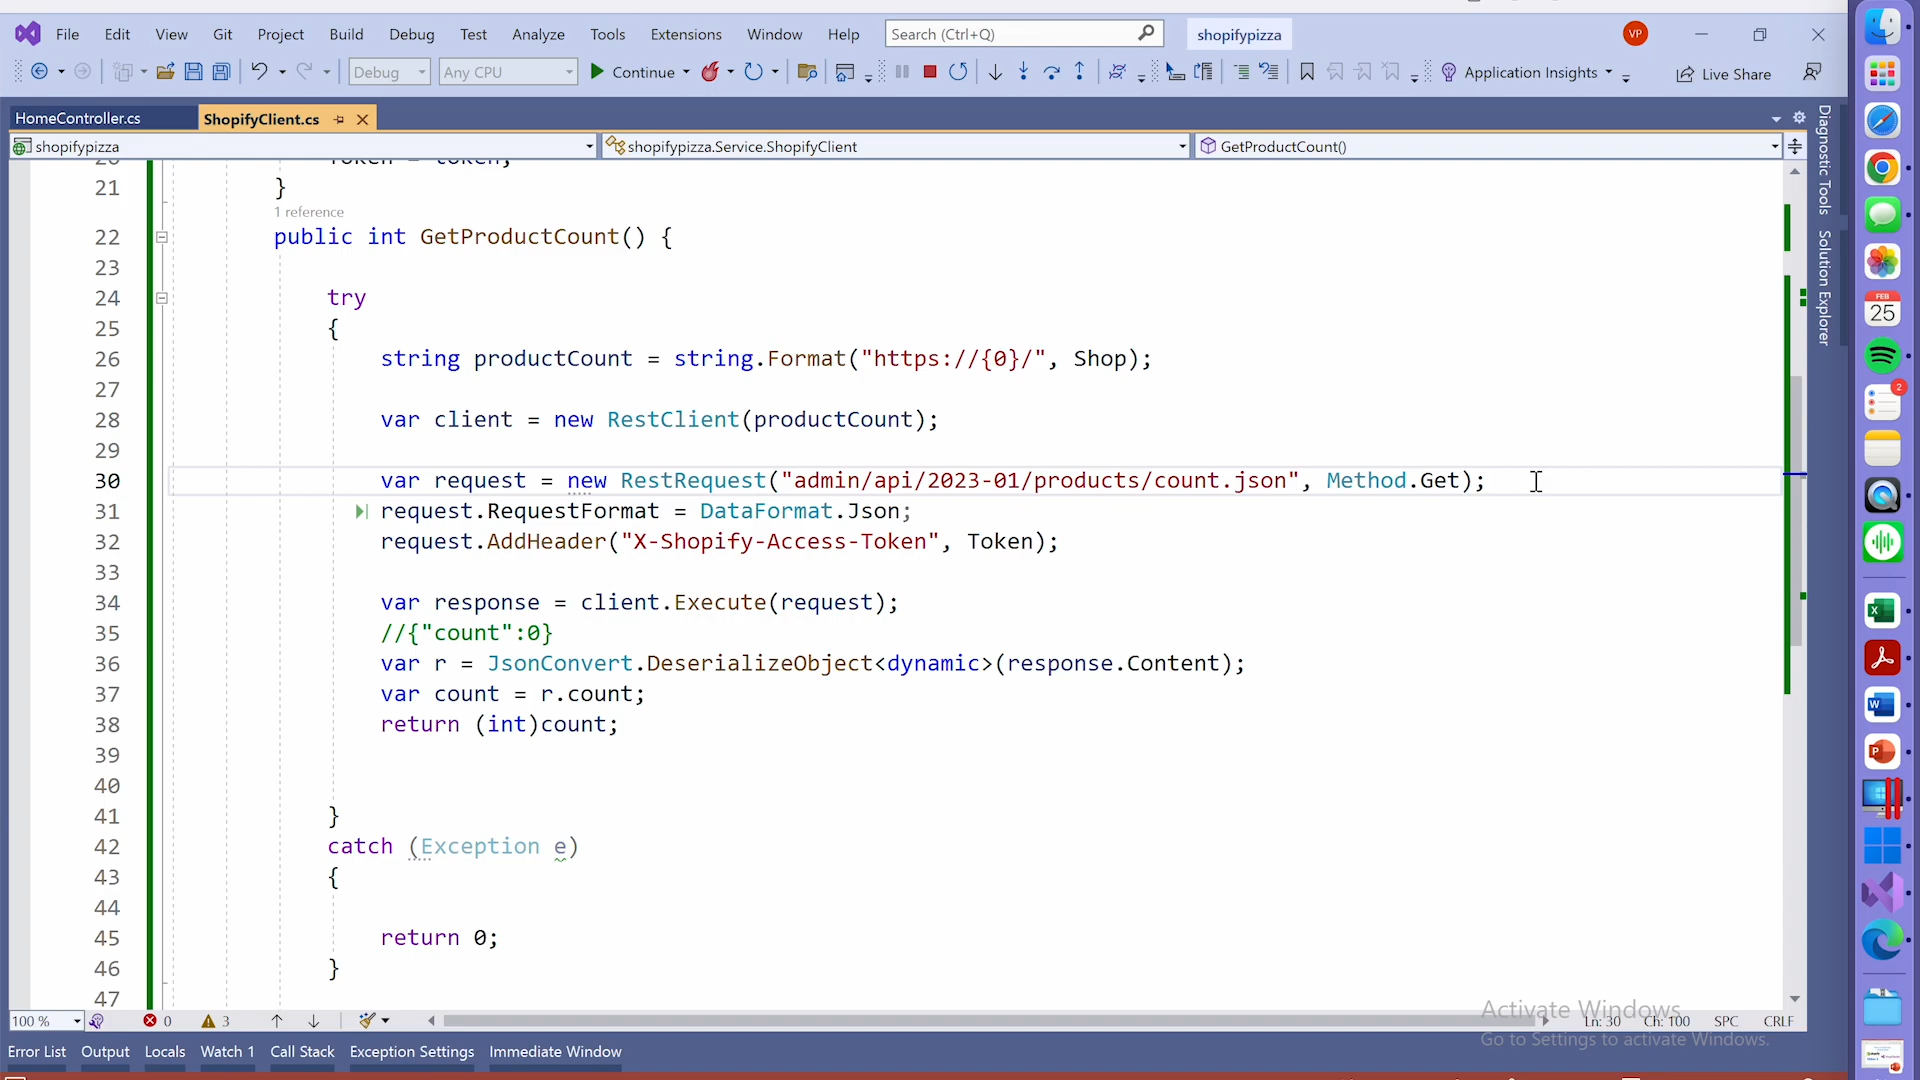 File Edit View Git Project Build Debug Test Analyze Tools Extensions Window Help Search (Ctrl+Q) shopifypizza VP
Debug Any CPU Continue Application Insights Live Share
HomeController.cs ShopifyClient.cs
shopifypizza shopifypizza.Service.ShopifyClient GetProductCount()
Diagnostic Tools
Solution Explorer
20 Token = token;
21 }
1 reference
22 public int GetProductCount() {
23
24 try
25 {
26 string productCount = string.Format("https://{0}/", Shop);
27
28 var client = new RestClient(productCount);
29
30 var request = new RestRequest("admin/api/2023-01/products/count.json", Method.Get);
31 request.RequestFormat = DataFormat.Json;
32 request.AddHeader("X-Shopify-Access-Token", Token);
33
34 var response = client.Execute(request);
35 //{"count":0}
36 var r = JsonConvert.DeserializeObject<dynamic>(response.Content);
37 var count = r.count;
38 return (int)count;
39
40
41 }
42 catch (Exception e)
43 {
44
45 return 0;
46 }
47
100 % 0 3 Ln: 30 Ch: 100 SPC CRLF
Activate Windows
Go to Settings to activate Windows.
Error List Output Locals Watch 1 Call Stack Exception Settings Immediate Window
FEB
25
2